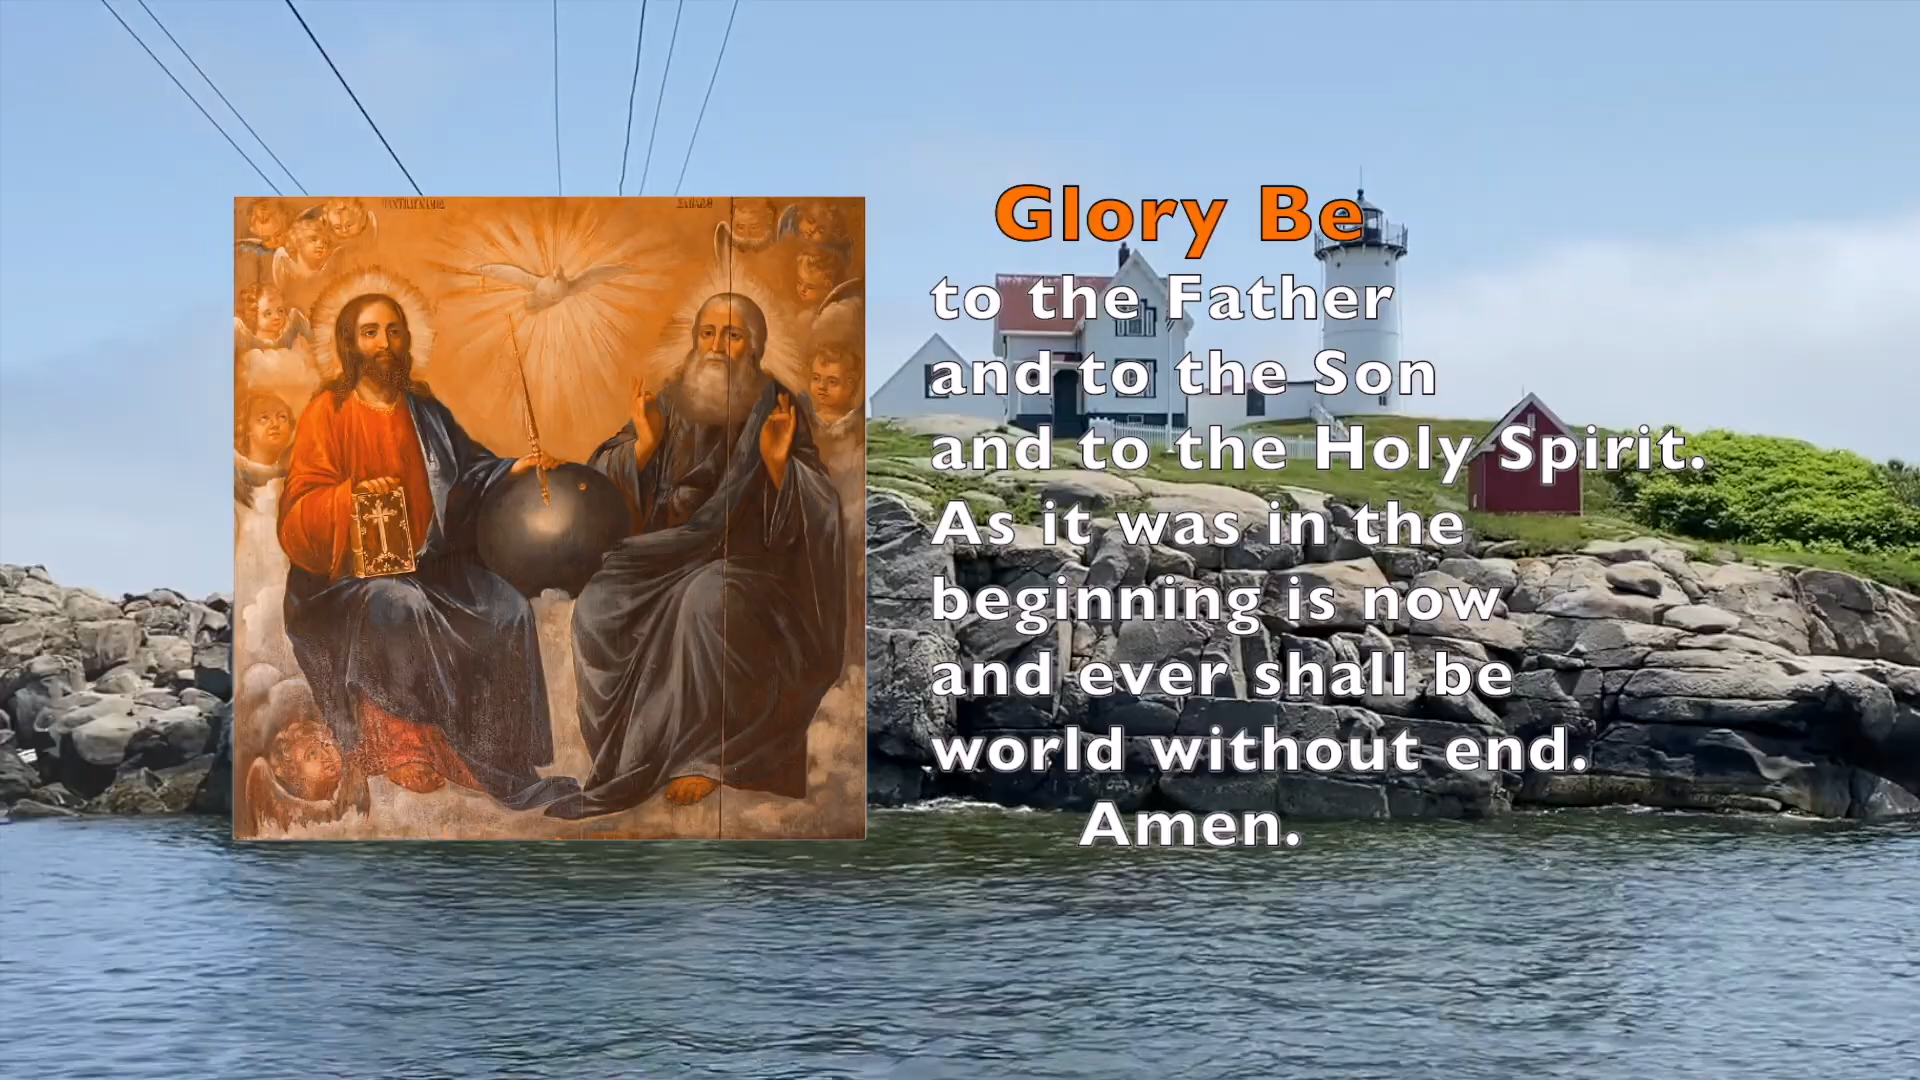 Glory Be
to the Father
and to the Son
and to the Holy Spirit.
As it was in the
beginning is now
and ever shall be
world without end.
Amen.